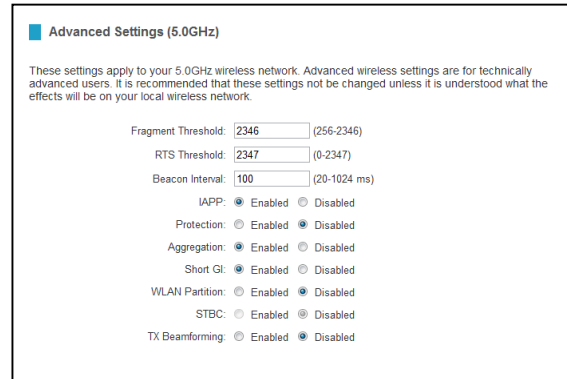 Advanced Settings (5.0GHz)
These settings apply to your 5.0GHz wireless network. Advanced wireless settings are for technically
advanced users. It is recommended that these settings not be changed unless it is understood what the
effects will be on your local wireless network.
Fragment Threshold: 2346 (256-2346)
RTS Threshold: 2347 (0-2347)
Beacon Interval: 100 (20-1024 ms)
IAPP: Enabled Disabled
Protection: Enabled Disabled
Aggregation: Enabled Disabled
Short GI: Enabled Disabled
WLAN Partition: Enabled Disabled
STBC: Enabled Disabled
TX Beamforming: Enabled Disabled